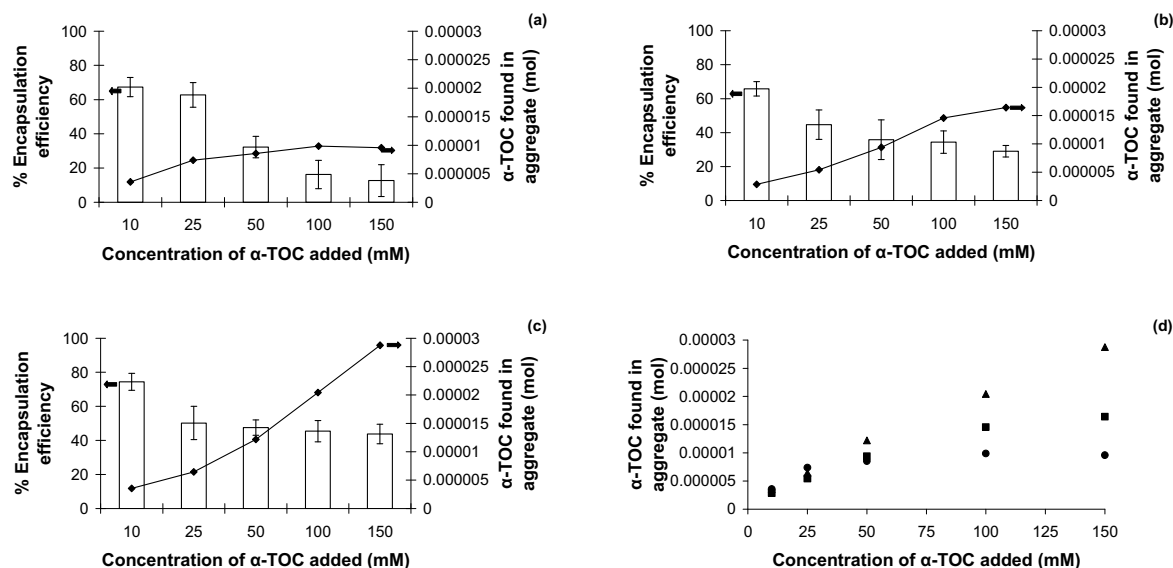 (a)
100
80
60
40
20
0
% Encapsulation
efficiency
0.00003
0.000025
0.00002
0.000015
0.00001
0.000005
0
α-TOC found in
aggregate (mol)
10 25 50 100 150
Concentration of α-TOC added (mM)
(b)
100
80
60
40
20
0
% Encapsulation
efficiency
0.00003
0.000025
0.00002
0.000015
0.00001
0.000005
0
α-TOC found in
aggregate (mol)
10 25 50 100 150
Concentration of α-TOC added (mM)
(c)
100
80
60
40
20
0
% Encapsulation
efficiency
0.00003
0.000025
0.00002
0.000015
0.00001
0.000005
0
α-TOC found in
aggregate (mol)
10 25 50 100 150
Concentration of α-TOC added (mM)
(d)
0.00003
0.000025
0.00002
0.000015
0.00001
0.000005
0
α-TOC found in
aggregate (mol)
0 25 50 75 100 125 150
Concentration of α-TOC added (mM)